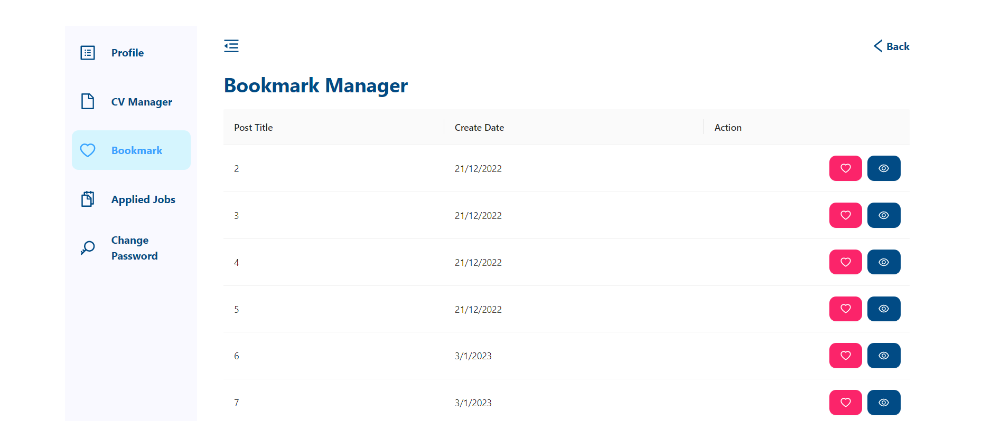 Profile
CV Manager
Bookmark
Applied Jobs
Change
Password
Back
Bookmark Manager
Post Title Create Date Action
2 21/12/2022
3 21/12/2022
4 21/12/2022
5 21/12/2022
6 3/1/2023
7 3/1/2023